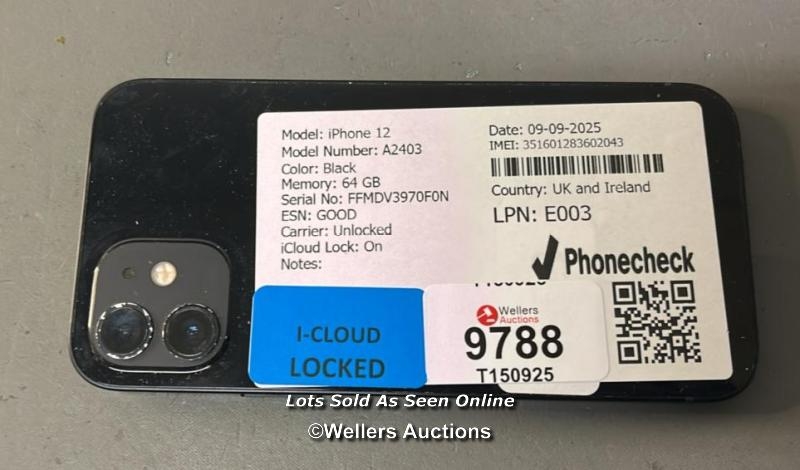 Model: iPhone 12
Model Number: A2403
Color: Black
Memory: 64 GB
Serial No: FFMDV3970F0N
ESN: GOOD
Carrier: Unlocked
iCloud Lock: On
Notes:
Date: 09-09-2025
IMEI: 351601283602043
Country: UK and Ireland
LPN: E003
Phonecheck
I-CLOUD
LOCKED
Wellers
Auctions
9788
T150925
Lots Sold As Seen Online
©Wellers Auctions